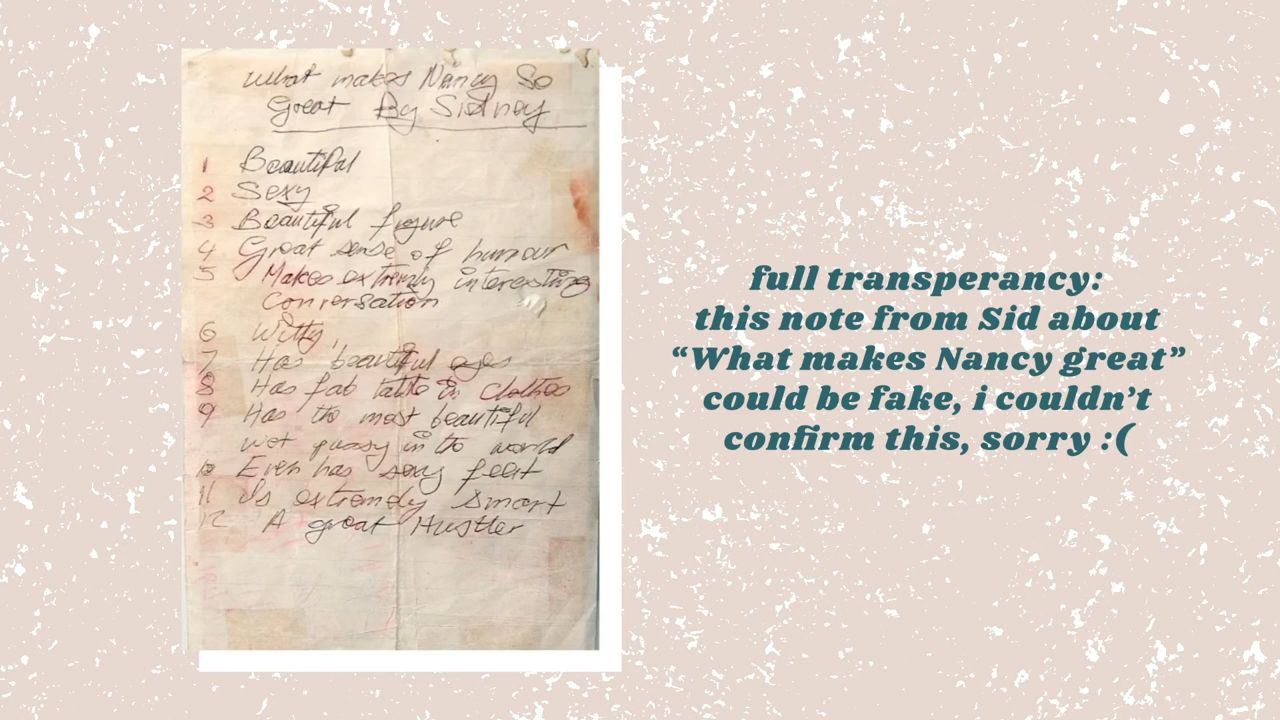 What makes Nancy So
Great By Sidney
1 Beautiful
2 Sexy
3 Beautiful figure
4 Great sense of humour
5 Makes extremly interesting
conversation
6 Witty
7 Has beautiful eyes
8 Has fab taste in clothes
9 Has the most beautiful
wet pussy in the world
10 Even has sexy feet
11 Is extremely smart
12 A great Hustler
full transperancy:
this note from Sid about
“What makes Nancy great”
could be fake, i couldn’t
confirm this, sorry :(